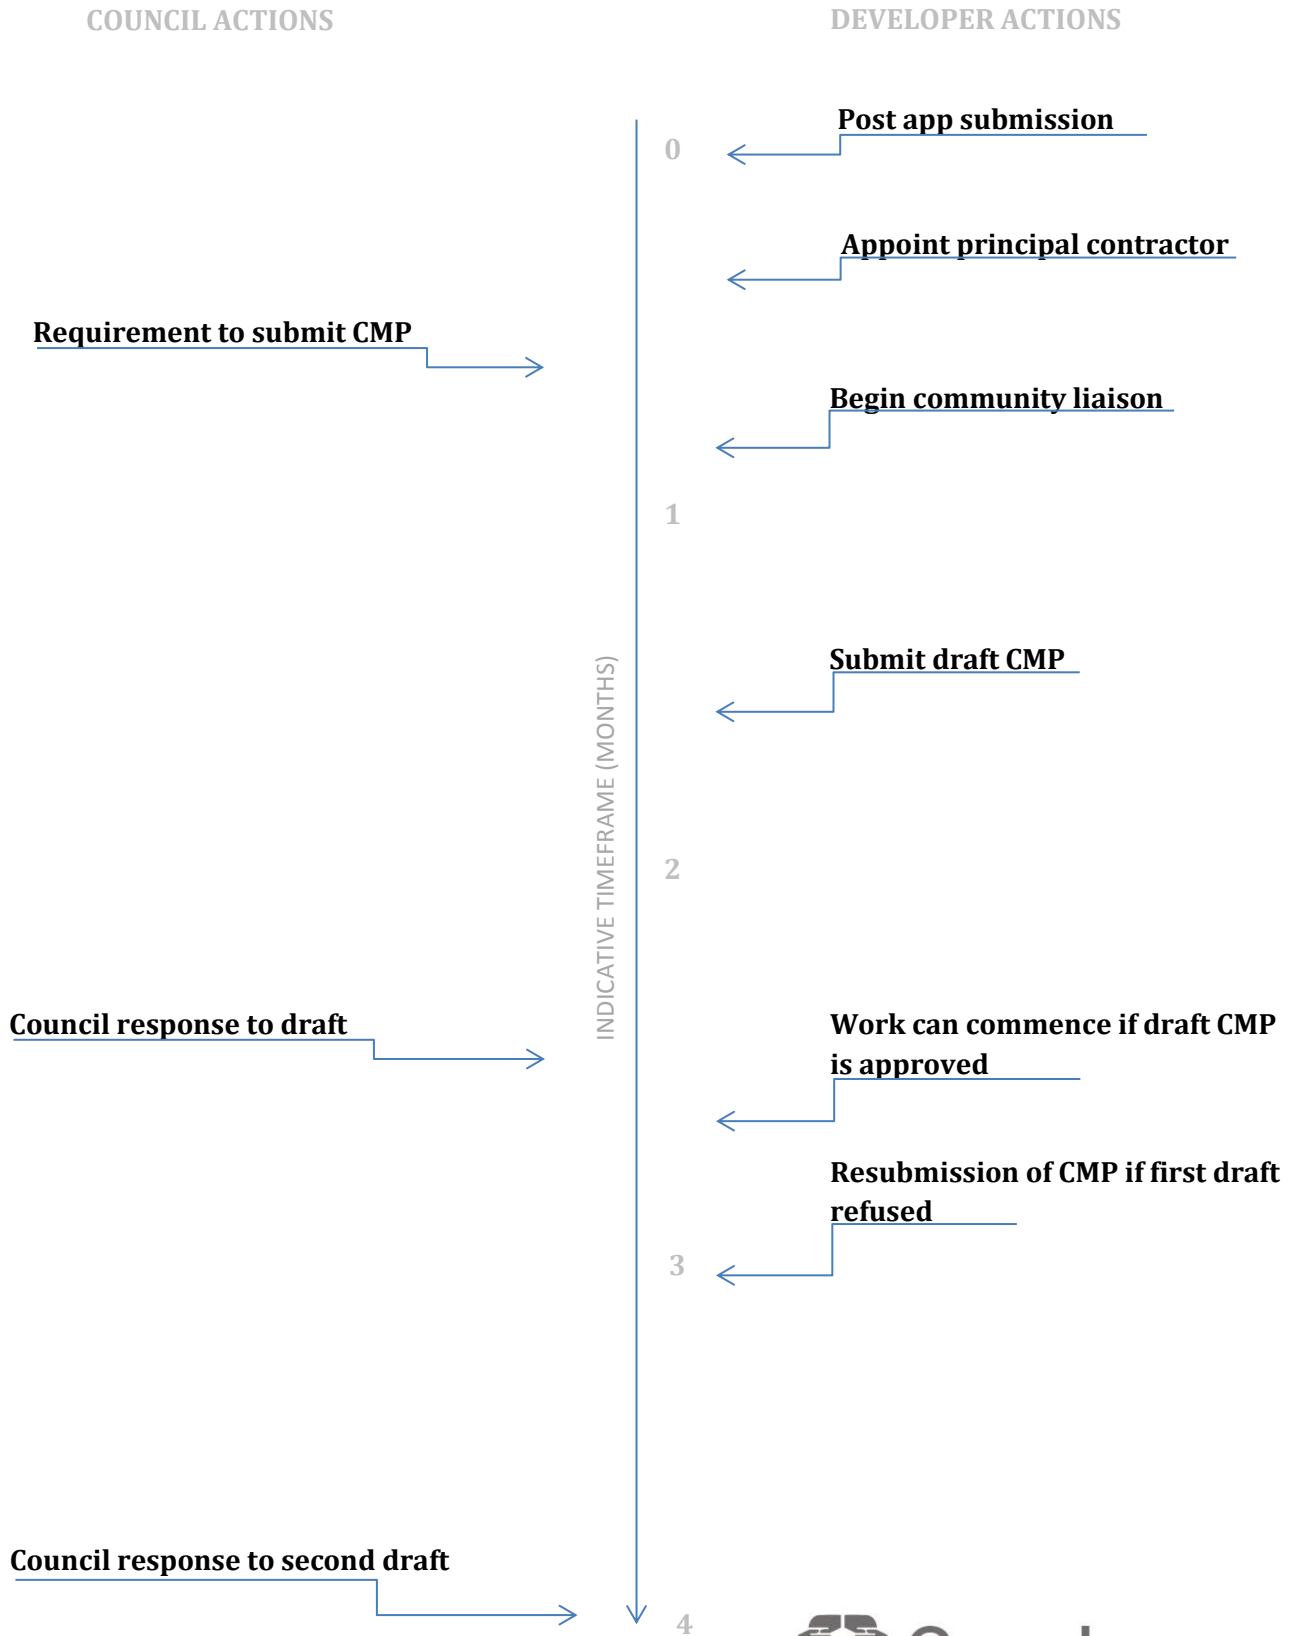 COUNCIL ACTIONS
DEVELOPER ACTIONS
Post app submission
0
Appoint principal contractor
Requirement to submit CMP
Begin community liaison
1
Submit draft CMP
INDICATIVE TIMEFRAME (MONTHS)
2
Council response to draft
Work can commence if draft CMP
is approved
Resubmission of CMP if first draft
refused
3
Council response to second draft
4